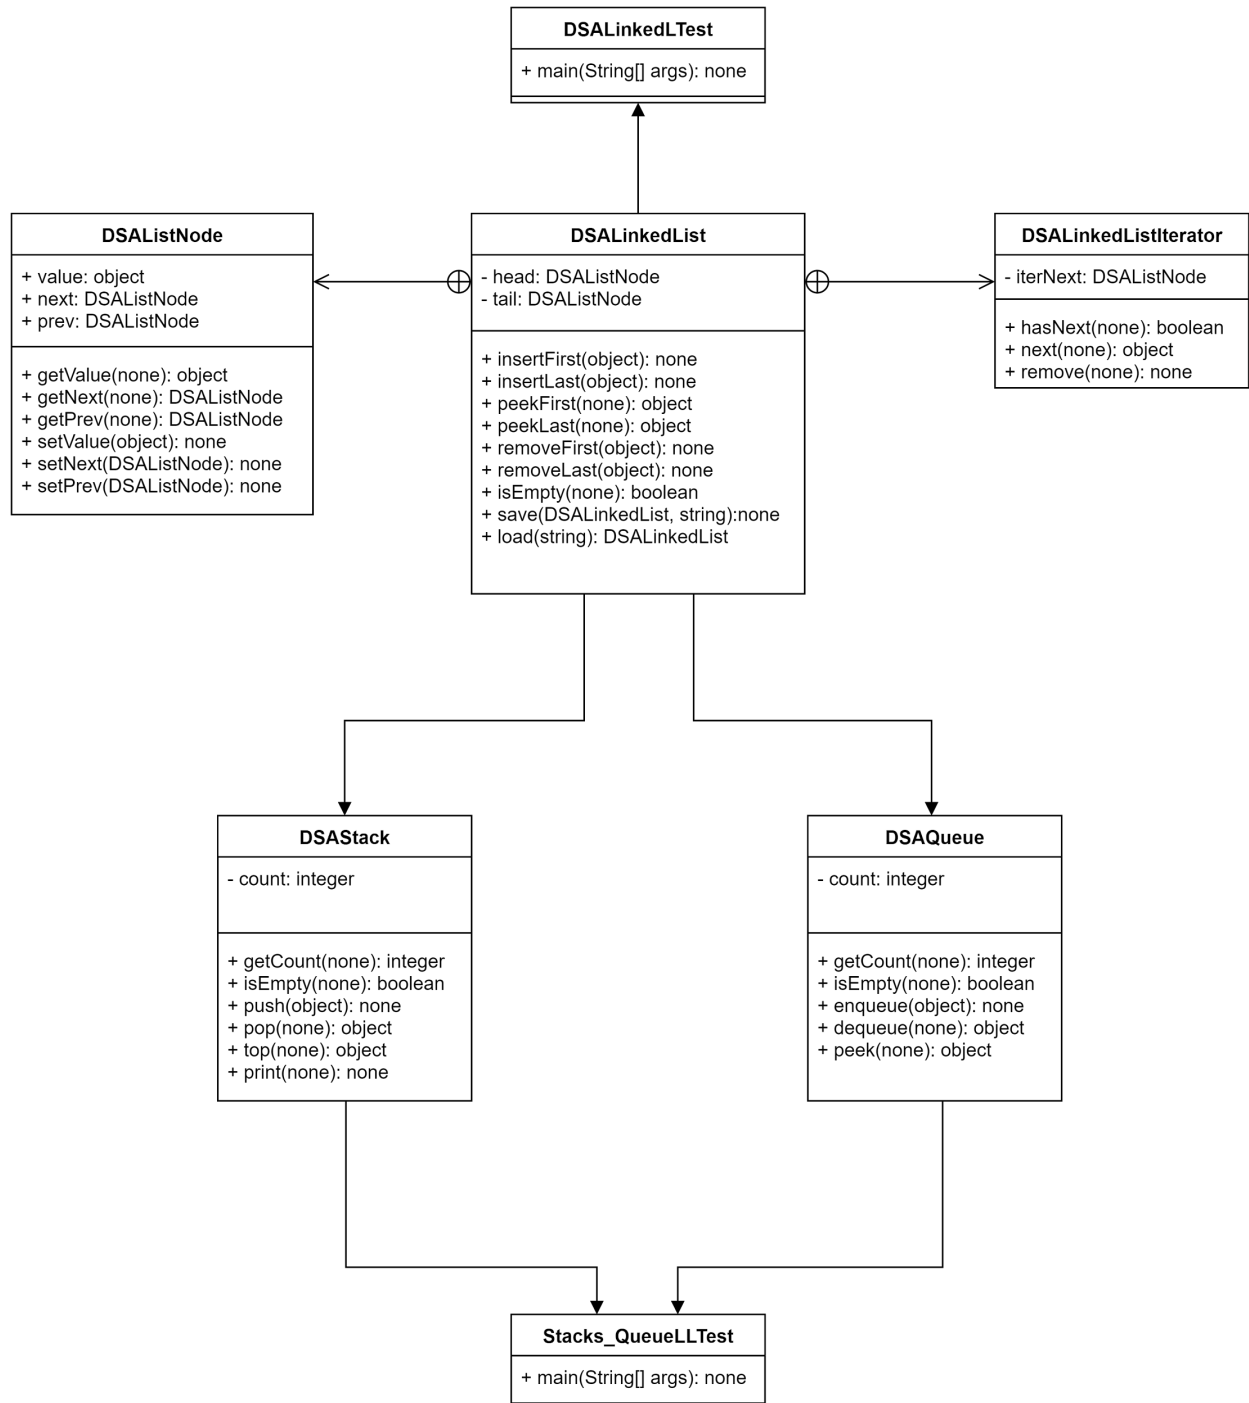 DSALinkedLTest
+ main(String[] args): none
DSAListNode
+ value: object
+ next: DSAListNode
+ prev: DSAListNode
+ getValue(none): object
+ getNext(none): DSAListNode
+ getPrev(none): DSAListNode
+ setValue(object): none
+ setNext(DSAListNode): none
+ setPrev(DSAListNode): none
DSALinkedList
- head: DSAListNode
- tail: DSAListNode
+ insertFirst(object): none
+ insertLast(object): none
+ peekFirst(none): object
+ peekLast(none): object
+ removeFirst(object): none
+ removeLast(object): none
+ isEmpty(none): boolean
+ save(DSALinkedList, string):none
+ load(string): DSALinkedList
DSALinkedListIterator
- iterNext: DSAListNode
+ hasNext(none): boolean
+ next(none): object
+ remove(none): none
DSAStack
- count: integer
+ getCount(none): integer
+ isEmpty(none): boolean
+ push(object): none
+ pop(none): object
+ top(none): object
+ print(none): none
DSAQueue
- count: integer
+ getCount(none): integer
+ isEmpty(none): boolean
+ enqueue(object): none
+ dequeue(none): object
+ peek(none): object
Stacks_QueueLLTest
+ main(String[] args): none